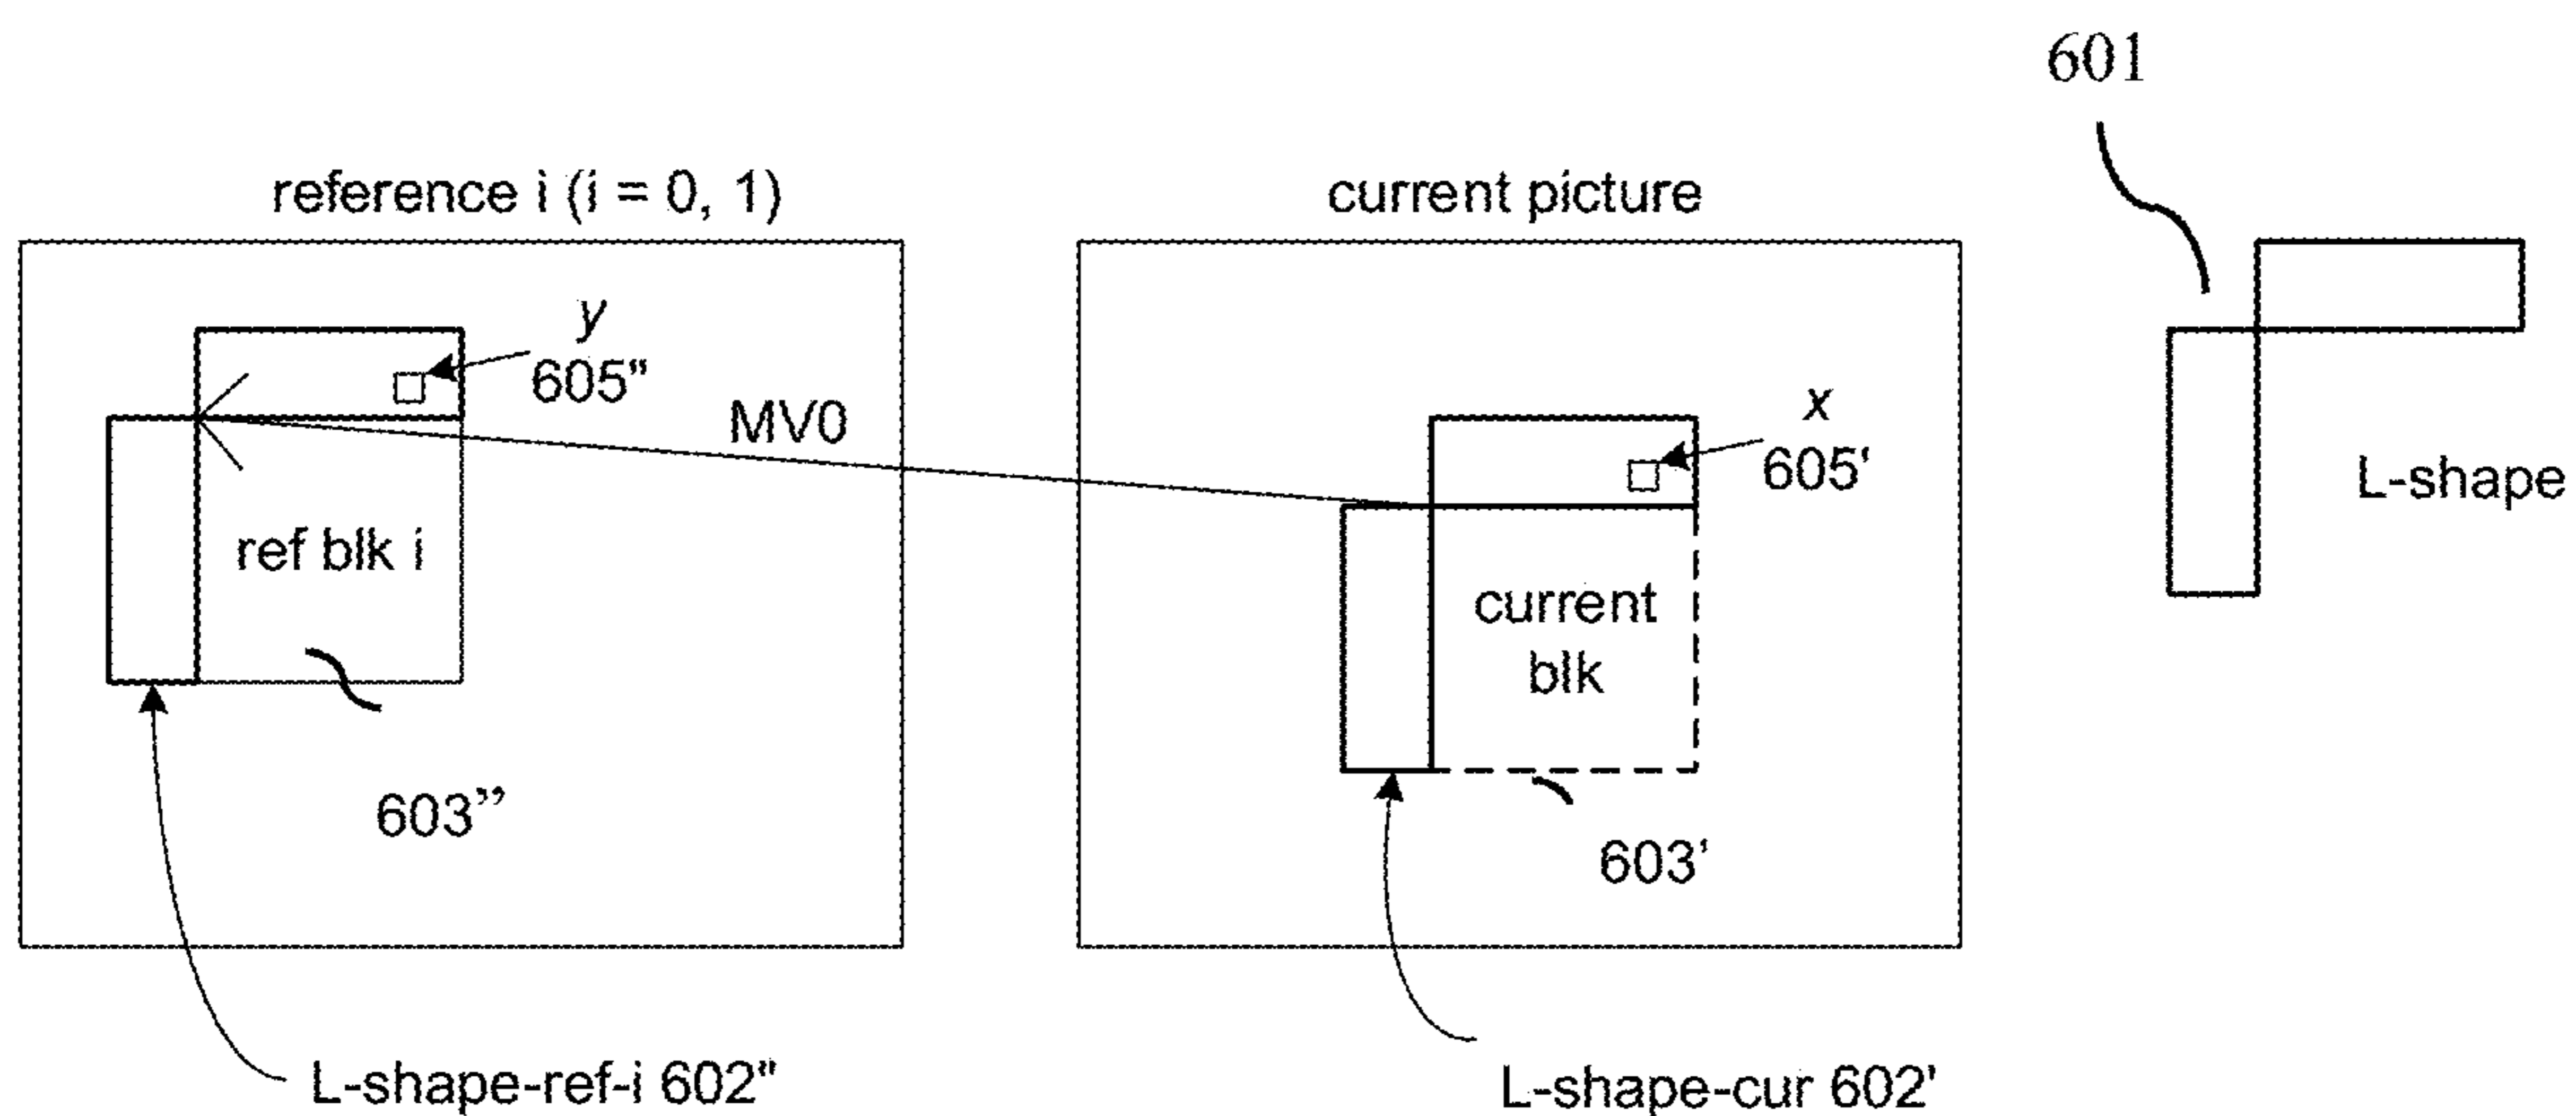 601
reference i (i = 0, 1)
current picture
y
605"
MV0
x
605'
L-shape
ref blk i
current
blk
603”
603'
L-shape-ref-i 602"
L-shape-cur 602'